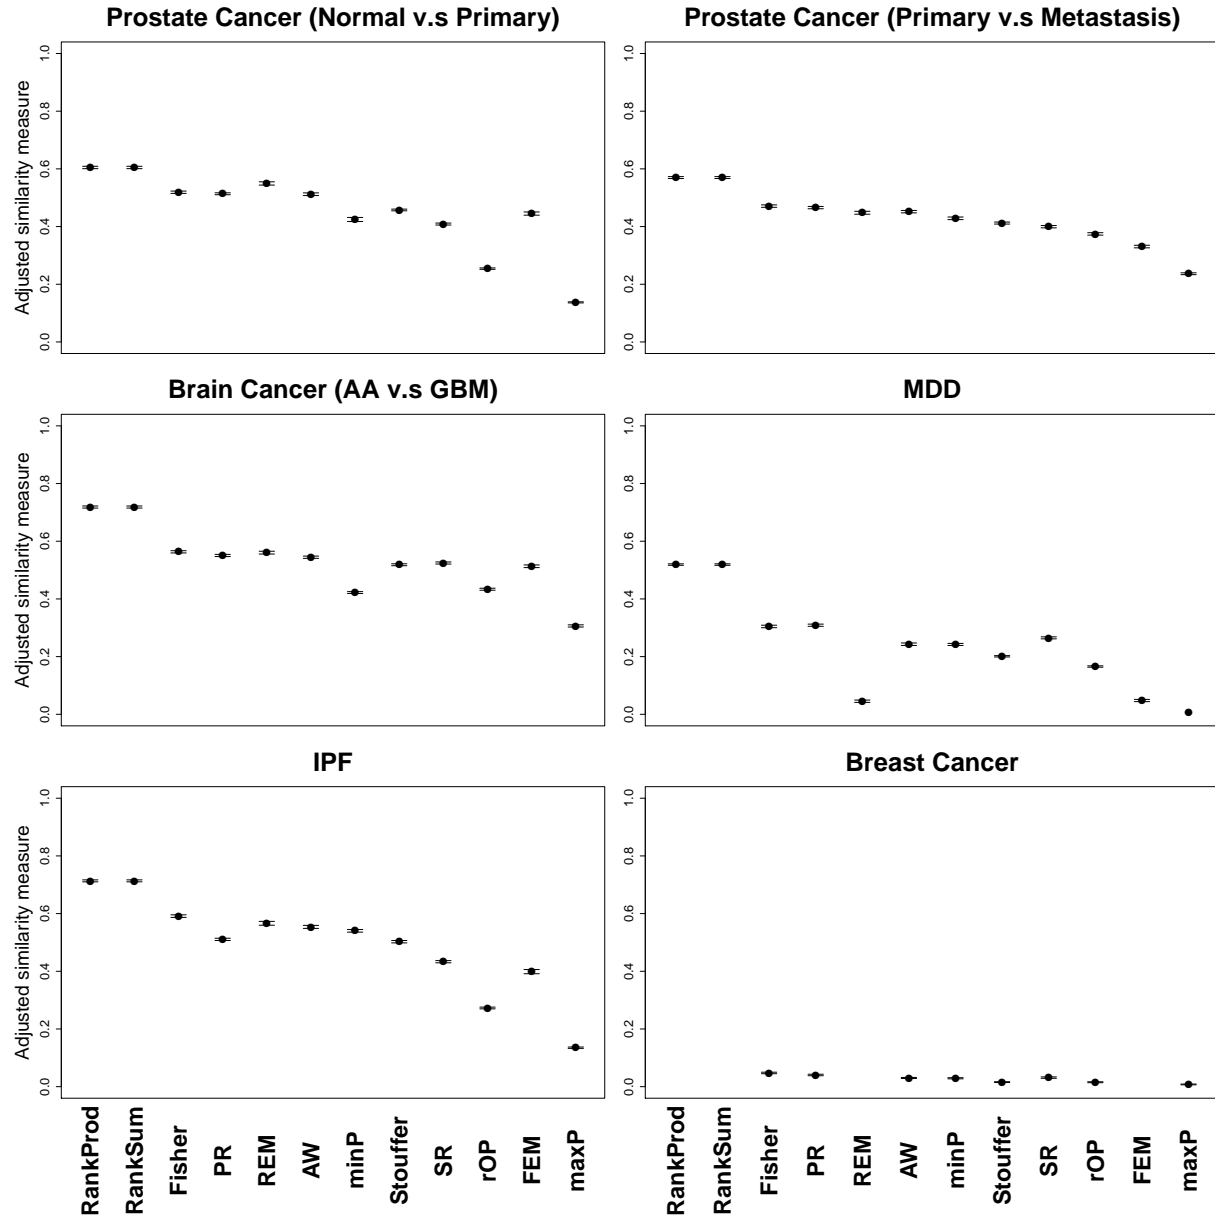 Prostate Cancer (Normal v.s Primary)
Adjusted similarity measure
1.0
0.8
0.6
0.4
0.2
0.0
Prostate Cancer (Primary v.s Metastasis)
1.0
0.8
0.6
0.4
0.2
0.0
Brain Cancer (AA v.s GBM)
Adjusted similarity measure
1.0
0.8
0.6
0.4
0.2
0.0
MDD
1.0
0.8
0.6
0.4
0.2
0.0
IPF
Adjusted similarity measure
1.0
0.8
0.6
0.4
0.2
0.0
RankProd
RankSum
Fisher
PR
REM
AW
minP
Stouffer
SR
rOP
FEM
maxP
Breast Cancer
1.0
0.8
0.6
0.4
0.2
0.0
RankProd
RankSum
Fisher
PR
REM
AW
minP
Stouffer
SR
rOP
FEM
maxP